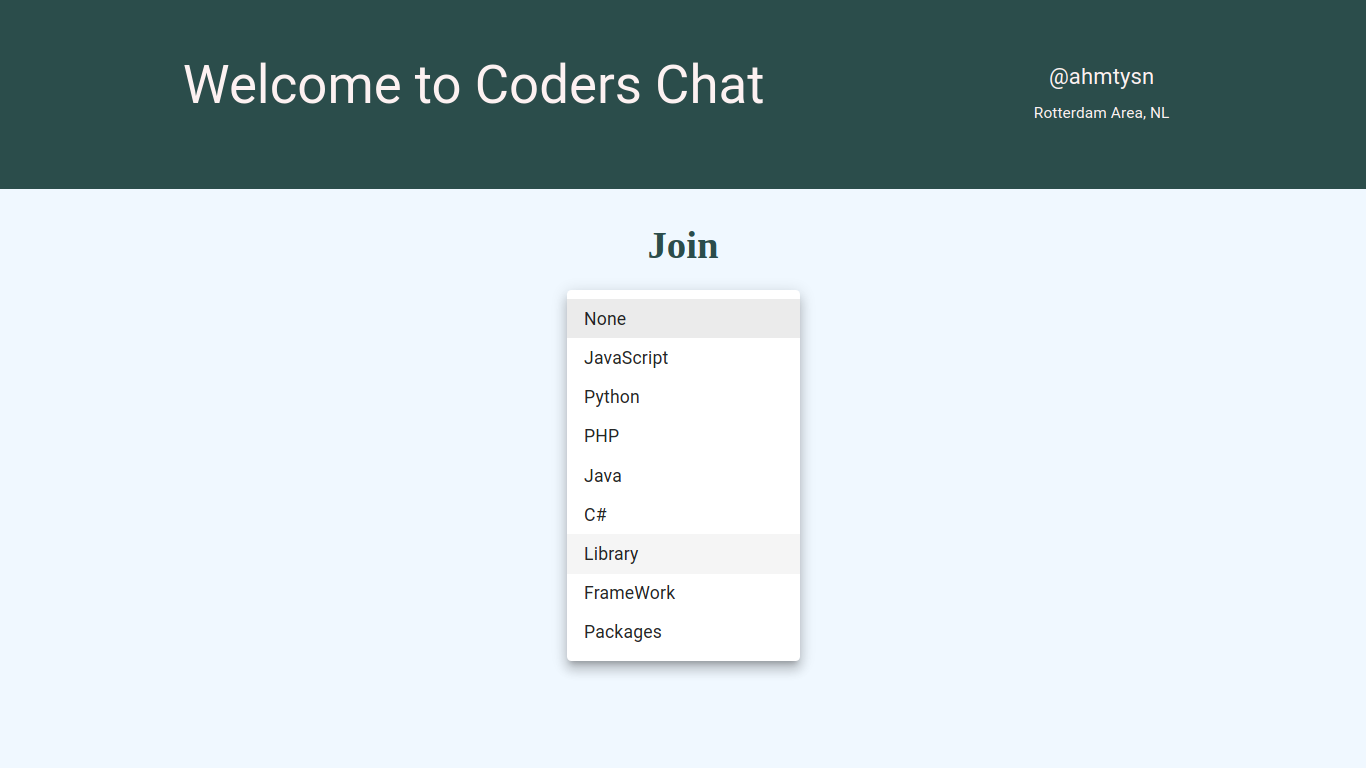 Welcome to Coders Chat
@ahmtysn
Rotterdam Area, NL
Join
None
JavaScript
Python
PHP
Java
C#
Library
FrameWork
Packages